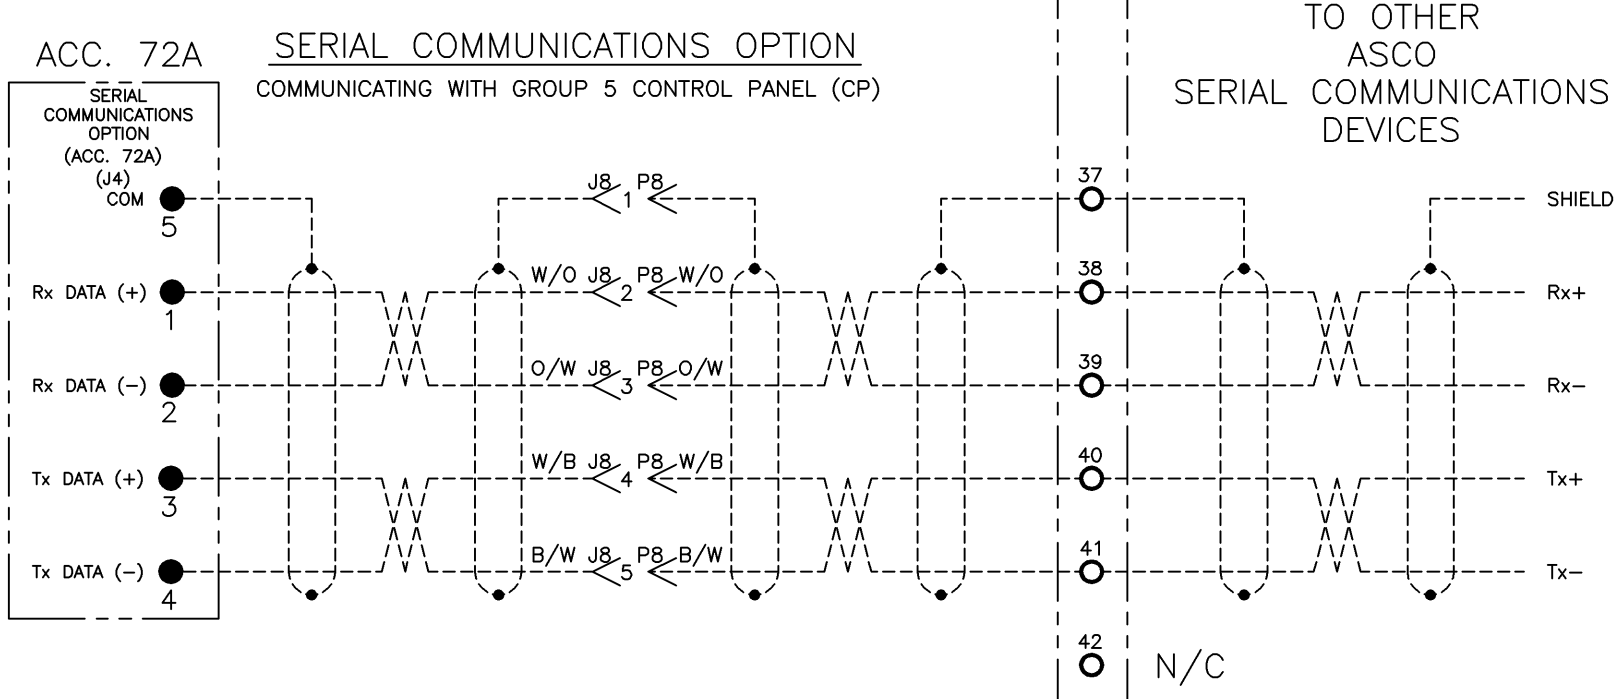 ACC. 72A
SERIAL COMMUNICATIONS OPTION
COMMUNICATING WITH GROUP 5 CONTROL PANEL (CP)
TO OTHER
ASCO
SERIAL COMMUNICATIONS
DEVICES
SERIAL
COMMUNICATIONS
OPTION
(ACC. 72A)
(J4)
COM
5
J8 1 P8
37
SHIELD
Rx DATA (+)
1
W/O J8 2 P8 W/O
38
Rx+
Rx DATA (-)
2
O/W J8 3 P8 O/W
39
Rx-
Tx DATA (+)
3
W/B J8 4 P8 W/B
40
Tx+
Tx DATA (-)
4
B/W J8 5 P8 B/W
41
Tx-
42
N/C